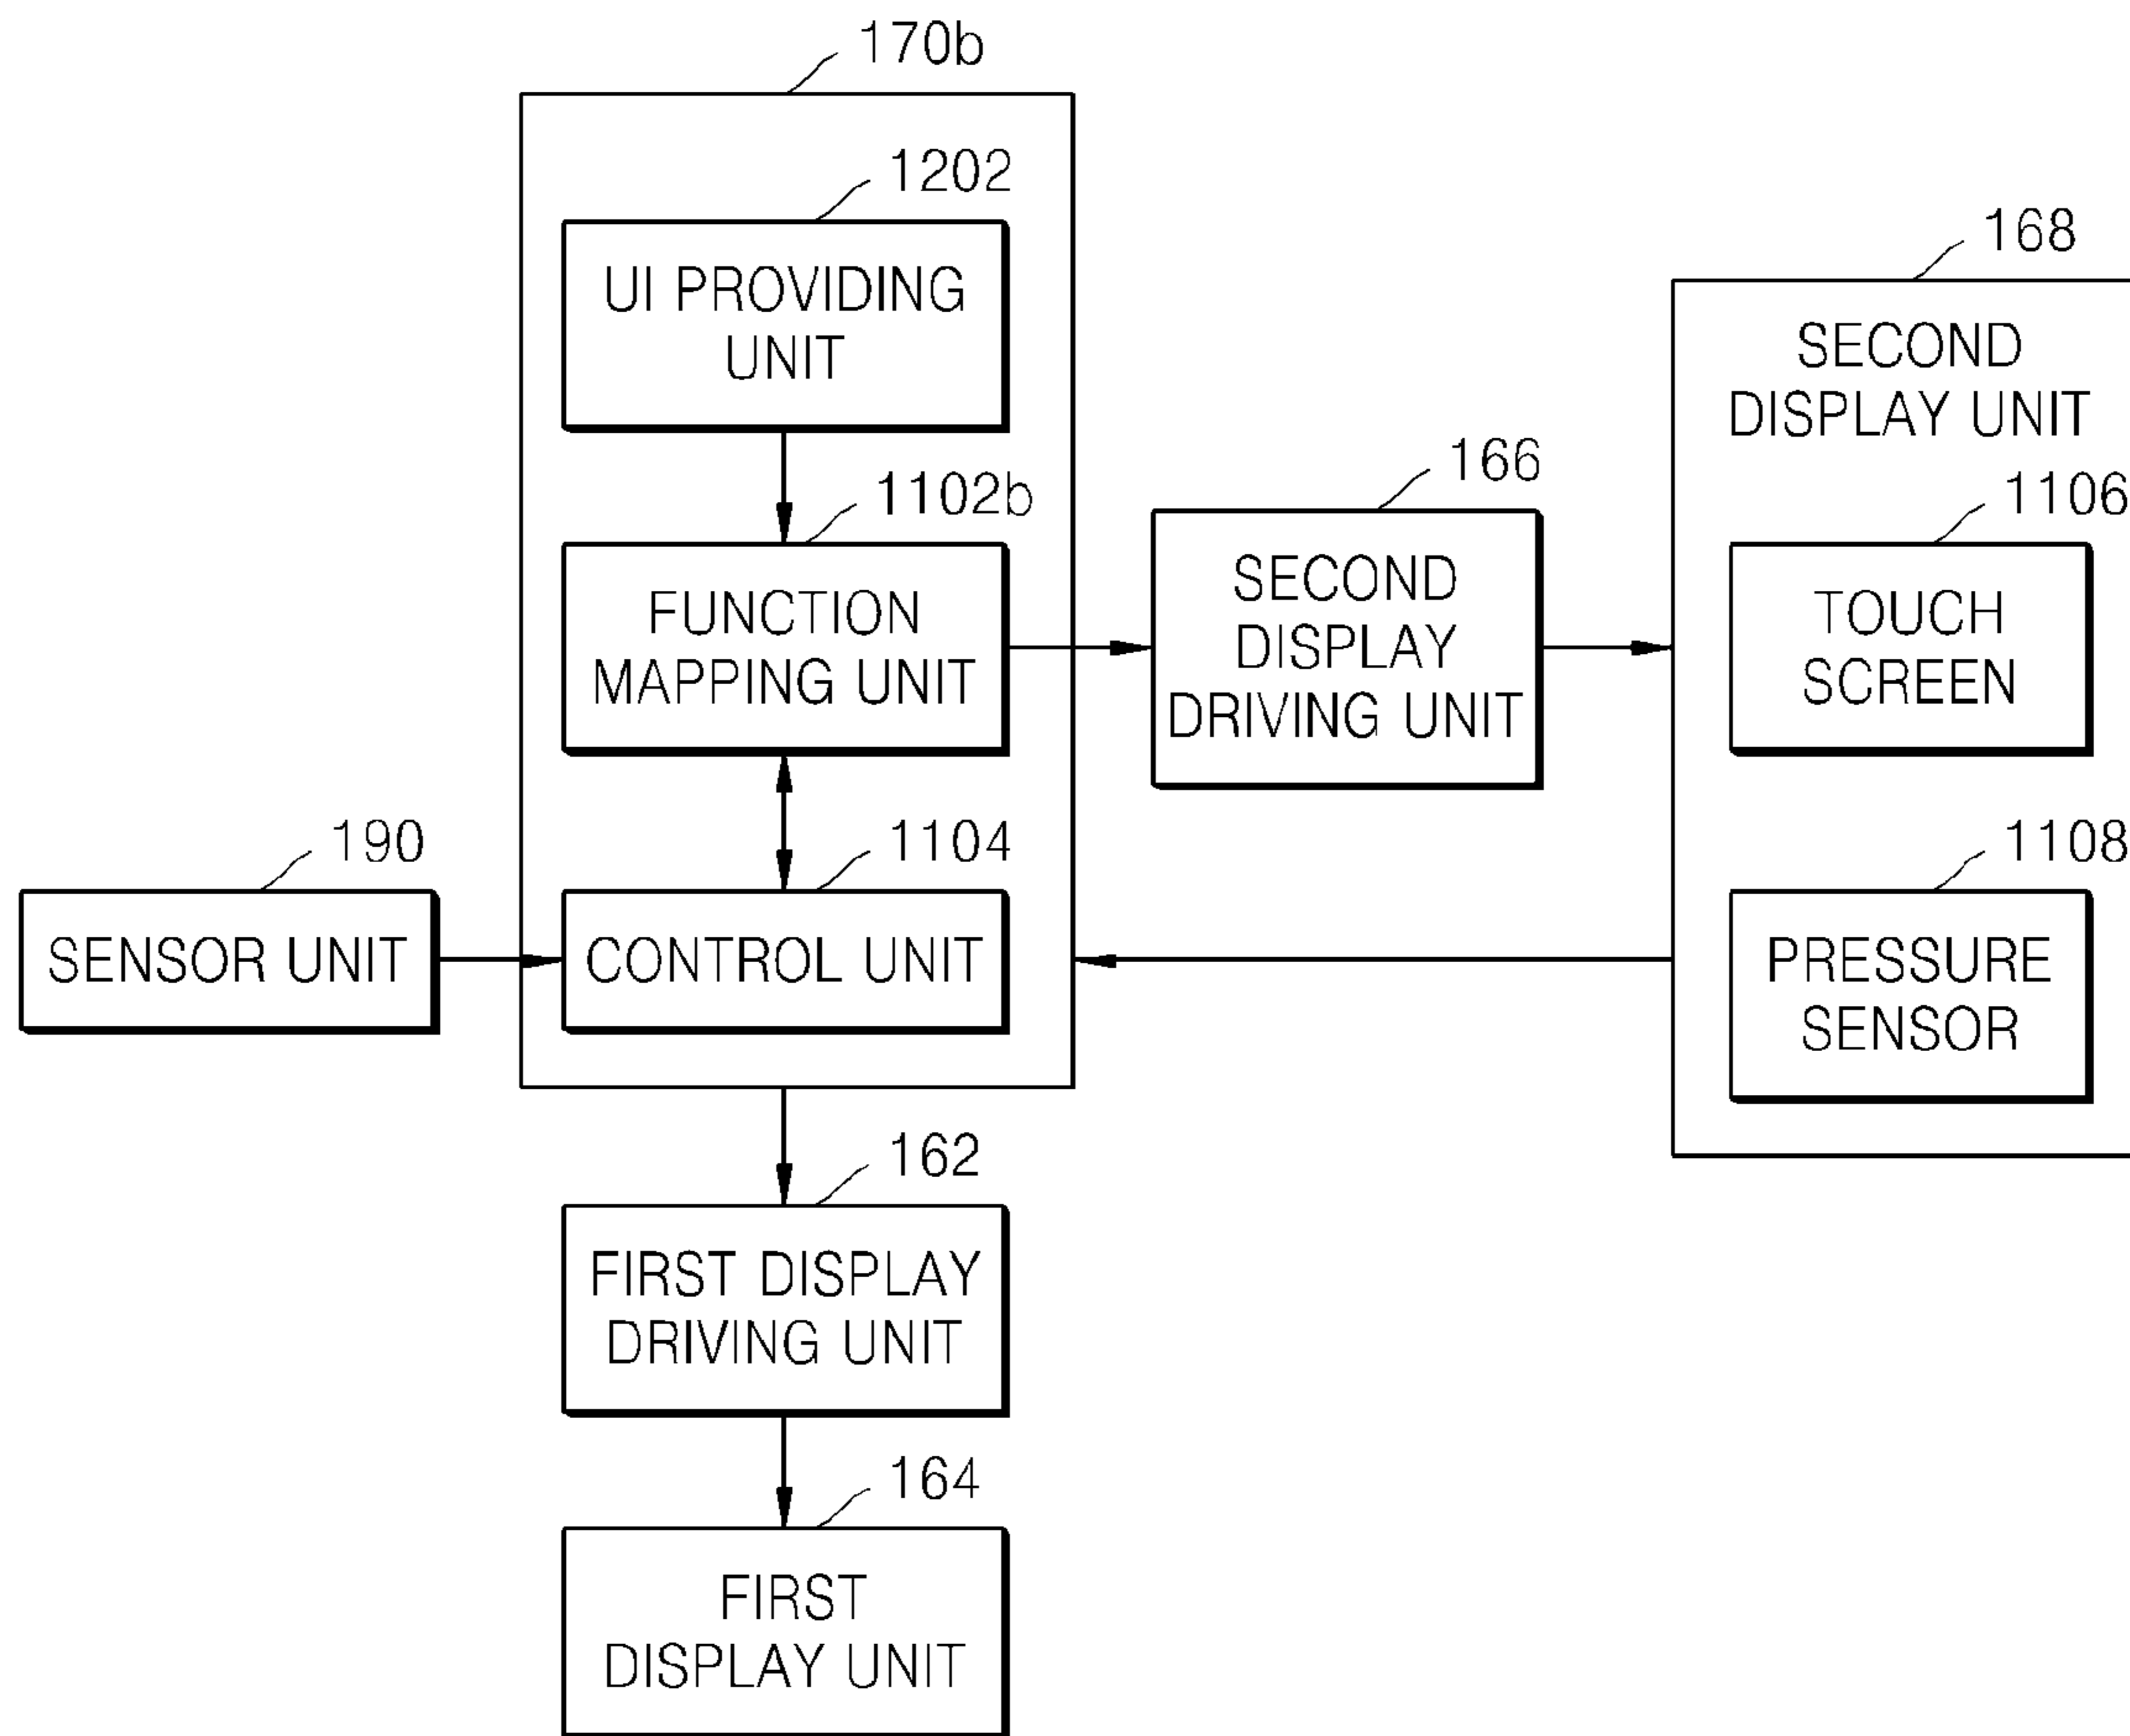 170b
1202
UI PROVIDING
UNIT
168
SECOND
DISPLAY UNIT
1102b
FUNCTION
MAPPING UNIT
166
SECOND
DISPLAY
DRIVING UNIT
1106
TOUCH
SCREEN
190
SENSOR UNIT
1104
CONTROL UNIT
1108
PRESSURE
SENSOR
162
FIRST DISPLAY
DRIVING UNIT
164
FIRST
DISPLAY UNIT